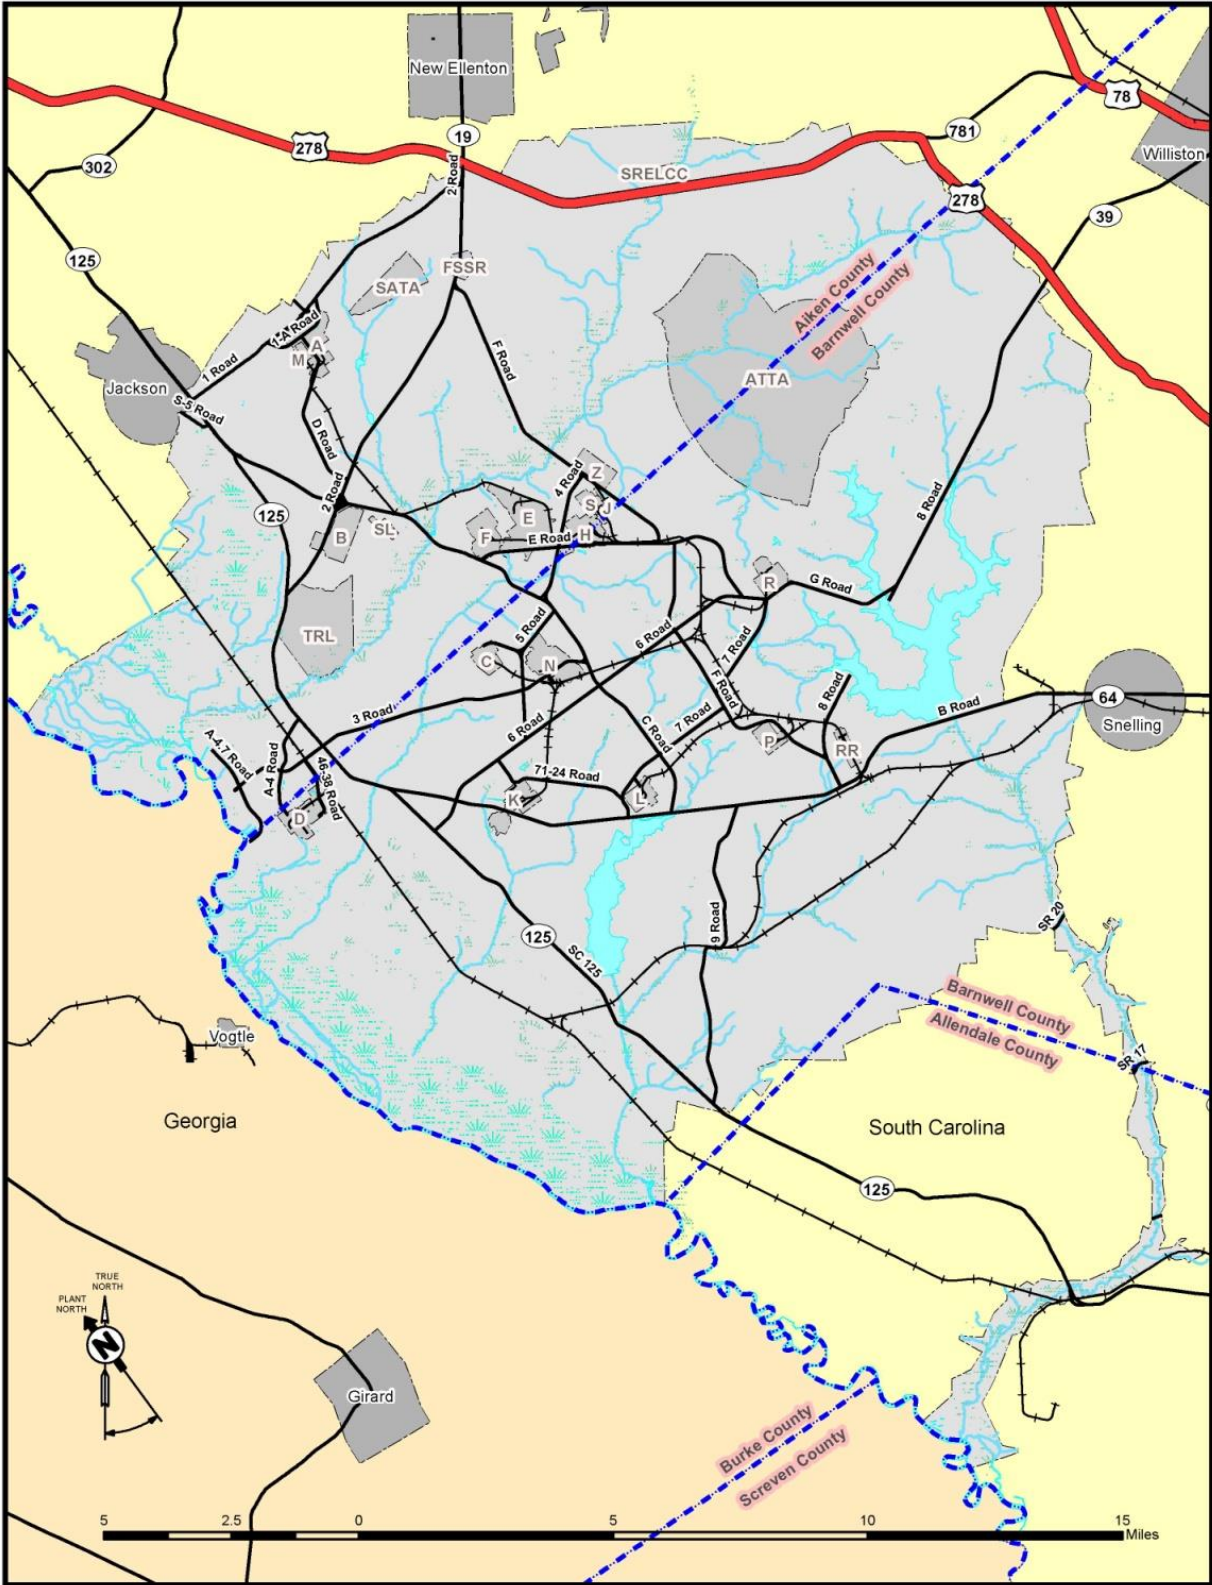 New Ellenton
78
19
781
278
Williston
302
SRELCC
2 Road
278
39
125
Aiken County
Barnwell County
FSSR
SATA
1-A Road
A
M
F Road
ATTA
1 Road
Jackson
S-5 Road
D Road
4 Road
Z
2 Road
S
J
8 Road
125
E
SL
B
F
E Road
H
R
G Road
TRL
5 Road
6 Road
7 Road
C
N
F Road
8 Road
64
B Road
Snelling
3 Road
6 Road
C Road
7 Road
P
RR
A-4.7 Road
A-4 Road
46-38 Road
71-24 Road
K
L
D
9 Road
SR 20
125
SC 125
Barnwell County
Allendale County
Vogtle
SR 17
Georgia
South Carolina
125
TRUE
NORTH
PLANT
NORTH
N
Girard
Burke County
Screven County
5
2.5
0
5
10
15
Miles